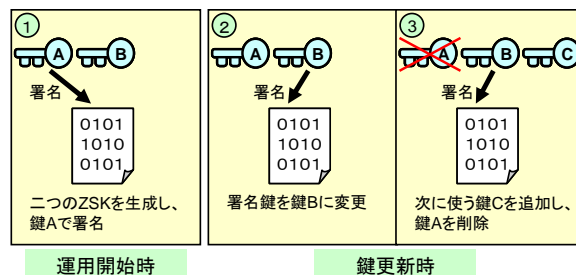 ①
A B
署名
0101
1010
0101
二つのZSKを生成し、
鍵Aで署名
運用開始時
②
A B
署名
0101
1010
0101
署名鍵を鍵Bに変更
③
A B C
署名
0101
1010
0101
次に使う鍵Cを追加し、
鍵Aを削除
鍵更新時